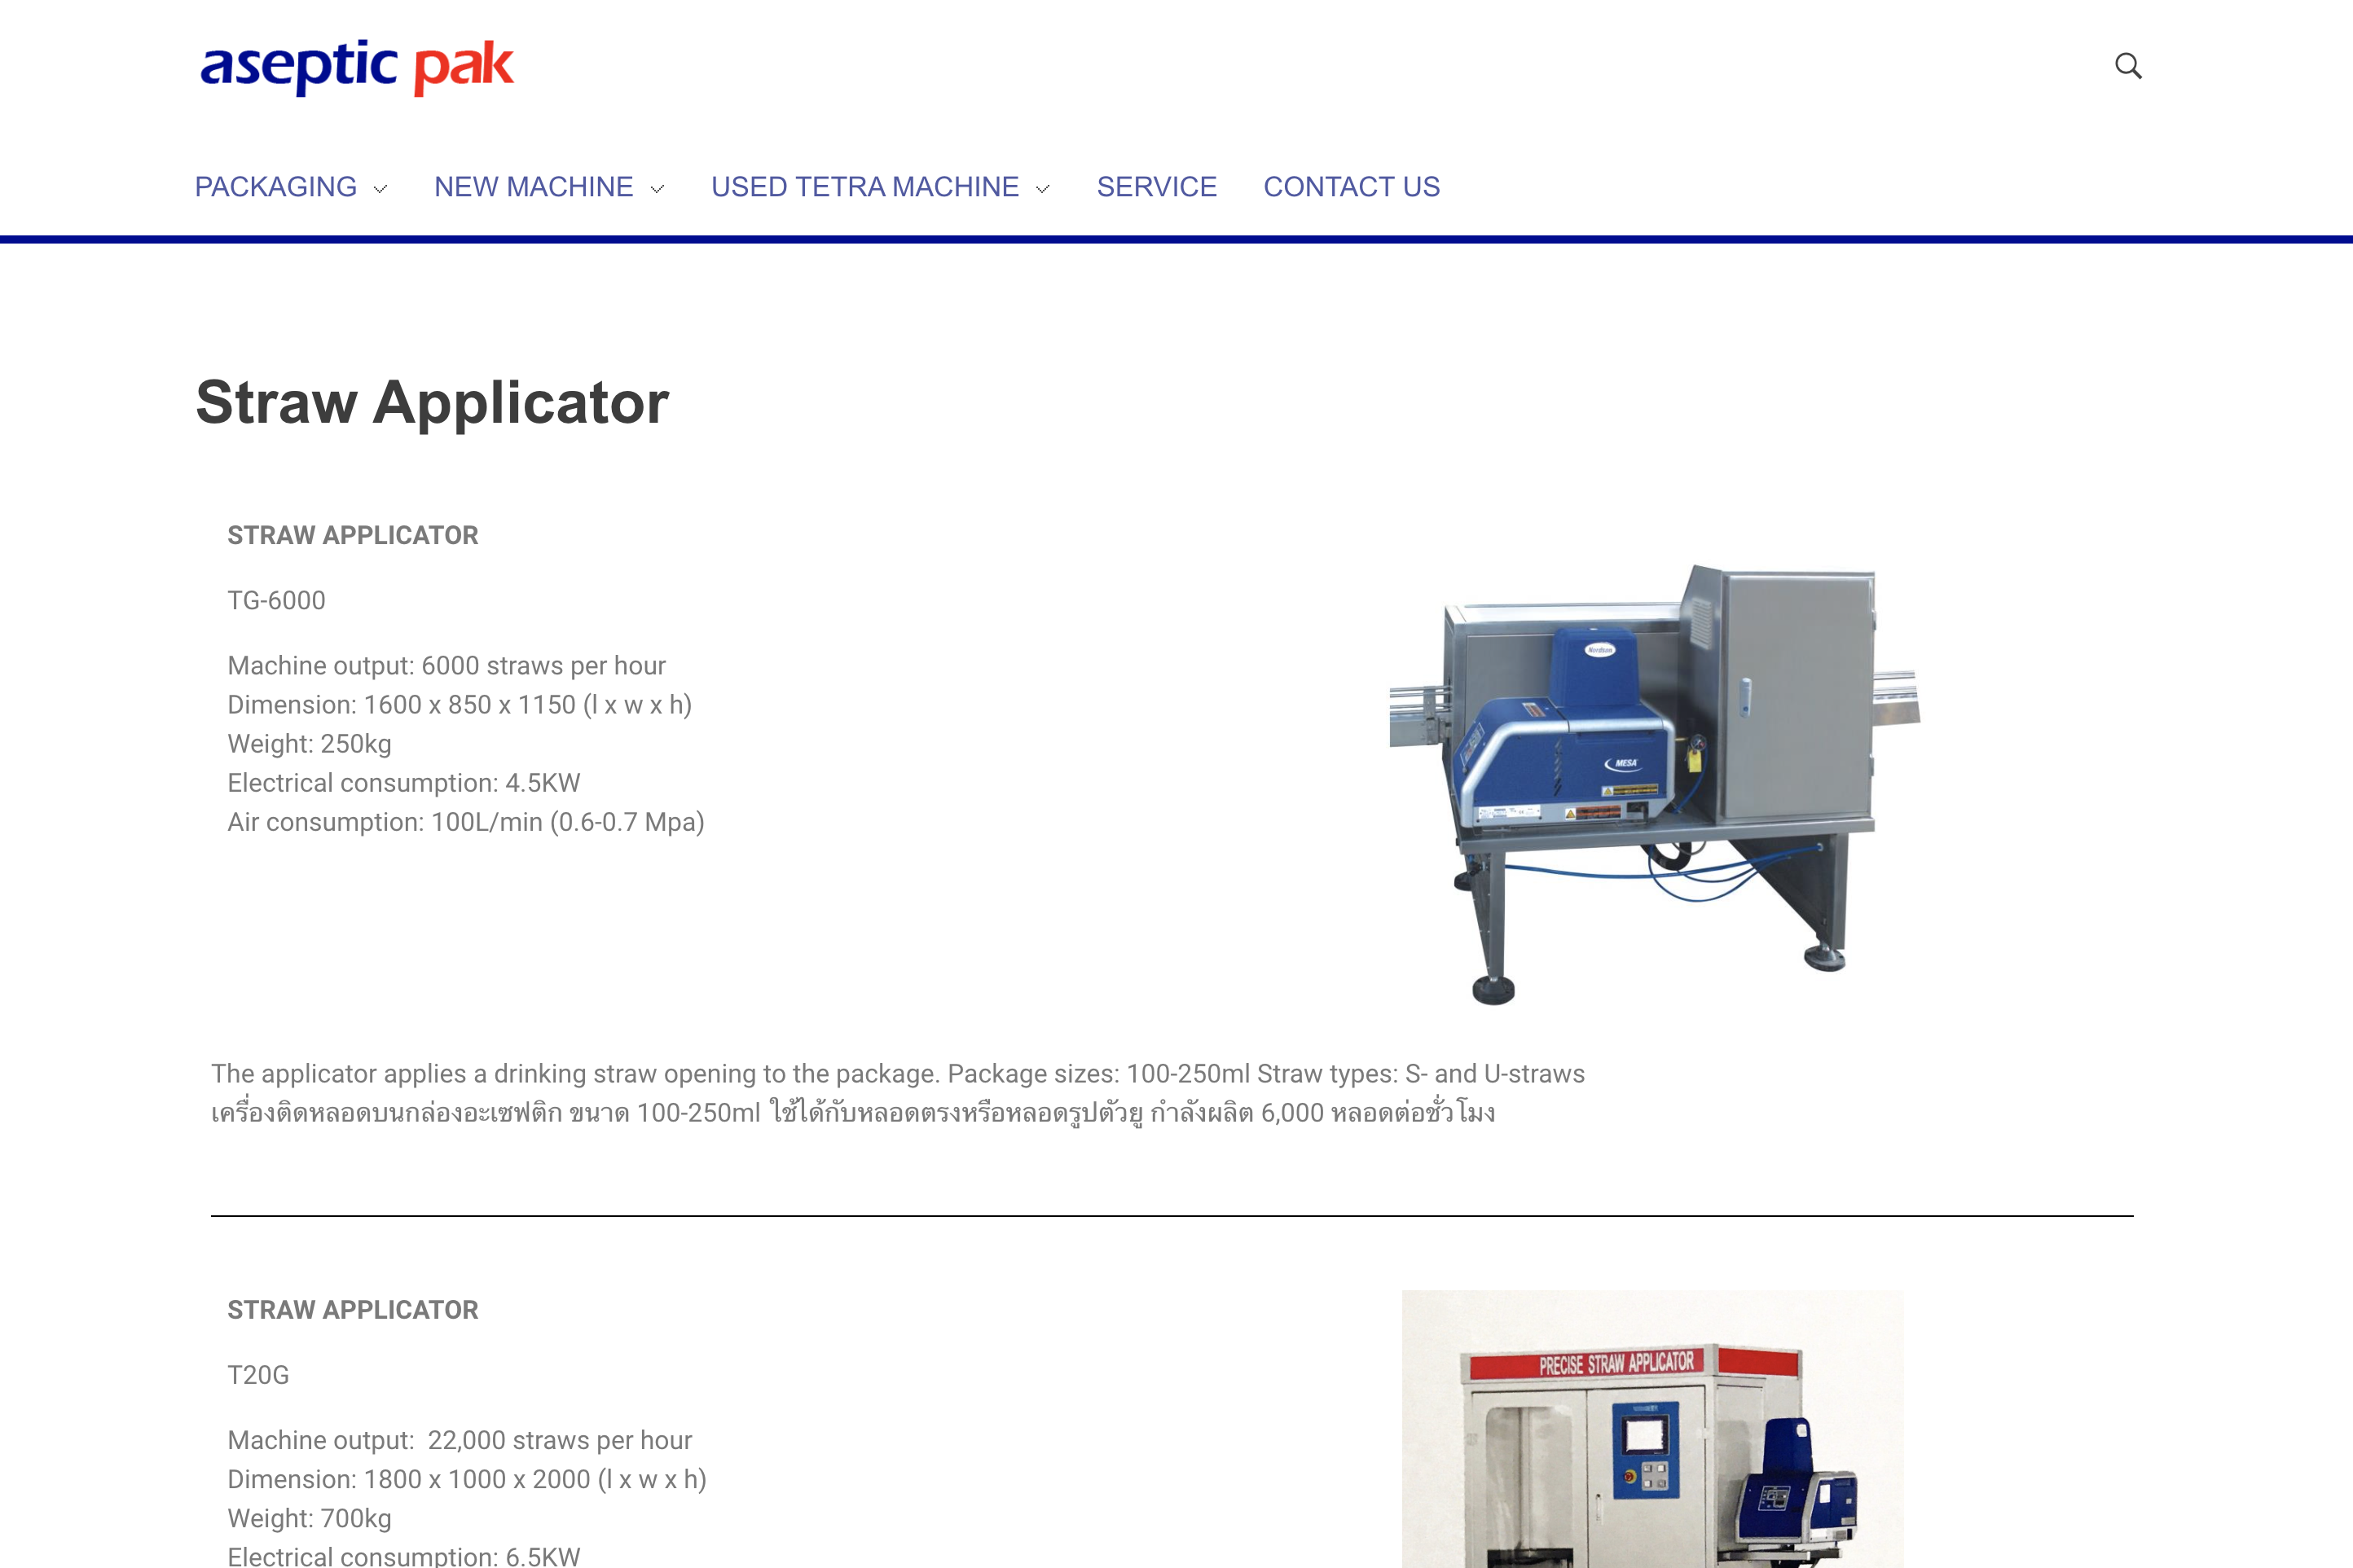 aseptic pak
PACKAGING NEW MACHINE USED TETRA MACHINE SERVICE CONTACT US
Straw Applicator
STRAW APPLICATOR
TG-6000
Machine output: 6000 straws per hour
Dimension: 1600 x 850 x 1150 (l x w x h)
Weight: 250kg
Electrical consumption: 4.5KW
Air consumption: 100L/min (0.6-0.7 Mpa)
Nordson
MESA
The applicator applies a drinking straw opening to the package. Package sizes: 100-250ml Straw types: S- and U-straws
เครื่องติดหลอดบนกล่องอะเซฟติก ขนาด 100-250ml ใช้ได้กับหลอดตรงหรือหลอดรูปตัวยู กำลังผลิต 6,000 หลอดต่อชั่วโมง
STRAW APPLICATOR
T20G
Machine output:  22,000 straws per hour
Dimension: 1800 x 1000 x 2000 (l x w x h)
Weight: 700kg
Electrical consumption: 6.5KW
PRECISE STRAW APPLICATOR